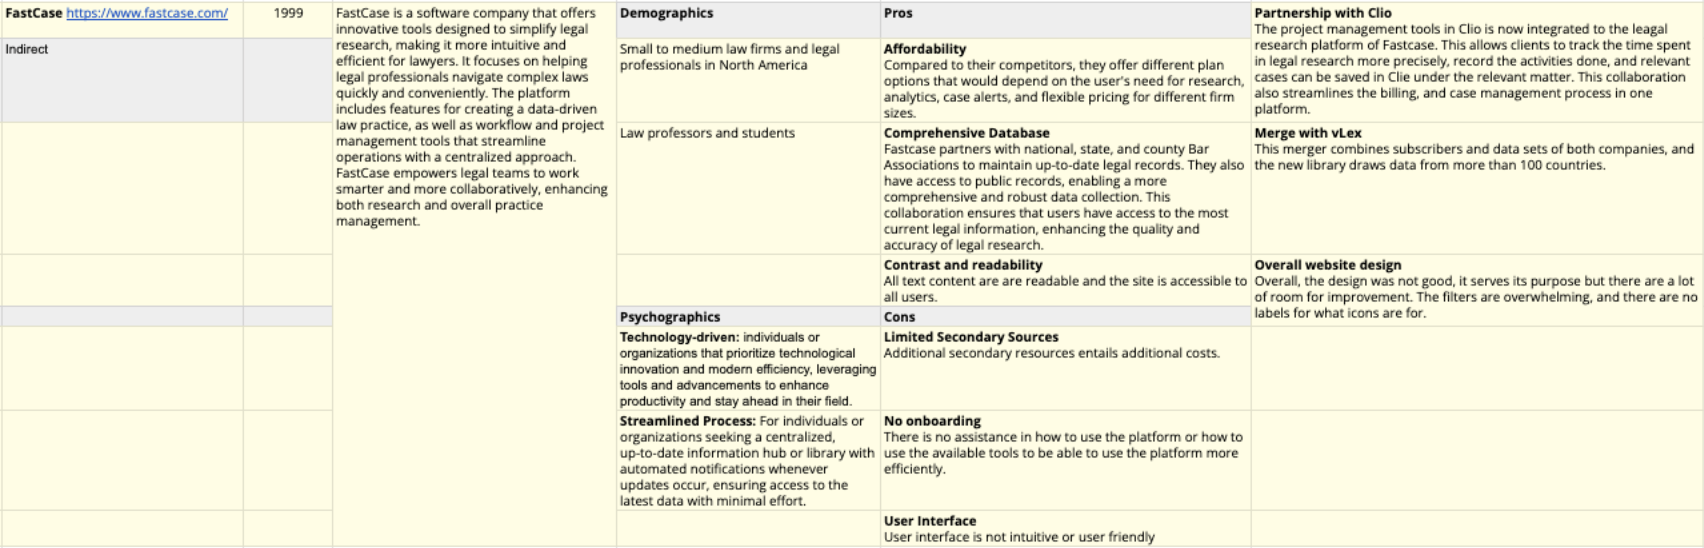 FastCase https://www.fastcase.com/
Indirect
1999
FastCase is a software company that offers
innovative tools designed to simplify legal
research, making it more intuitive and
efficient for lawyers. It focuses on helping
legal professionals navigate complex laws
quickly and conveniently. The platform
includes features for creating a data-driven
law practice, as well as workflow and project
management tools that streamline
operations with a centralized approach.
FastCase empowers legal teams to work
smarter and more collaboratively, enhancing
both research and overall practice
management.
Demographics
Small to medium law firms and legal
professionals in North America
Law professors and students
Psychographics
Technology-driven: individuals or
organizations that prioritize technological
innovation and modern efficiency, leveraging
tools and advancements to enhance
productivity and stay ahead in their field.
Streamlined Process: For individuals or
organizations seeking a centralized,
up-to-date information hub or library with
automated notifications whenever
updates occur, ensuring access to the
latest data with minimal effort.
Pros
Affordability
Compared to their competitors, they offer different plan
options that would depend on the user's need for research,
analytics, case alerts, and flexible pricing for different firm
sizes.
Comprehensive Database
Fastcase partners with national, state, and county Bar
Associations to maintain up-to-date legal records. They also
have access to public records, enabling a more
comprehensive and robust data collection. This
collaboration ensures that users have access to the most
current legal information, enhancing the quality and
accuracy of legal research.
Contrast and readability
All text content are are readable and the site is accessible to
all users.
Cons
Limited Secondary Sources
Additional secondary resources entails additional costs.
No onboarding
There is no assistance in how to use the platform or how to
use the available tools to be able to use the platform more
efficiently.
User Interface
User interface is not intuitive or user friendly
Partnership with Clio
The project management tools in Clio is now integrated to the leagal
research platform of Fastcase. This allows clients to track the time spent
in legal research more precisely, record the activities done, and relevant
cases can be saved in Clie under the relevant matter. This collaboration
also streamlines the billing, and case management process in one
platform.
Merge with vLex
This merger combines subscribers and data sets of both companies, and
the new library draws data from more than 100 countries.
Overall website design
Overall, the design was not good, it serves its purpose but there are a lot
of room for improvement. The filters are overwhelming, and there are no
labels for what icons are for.